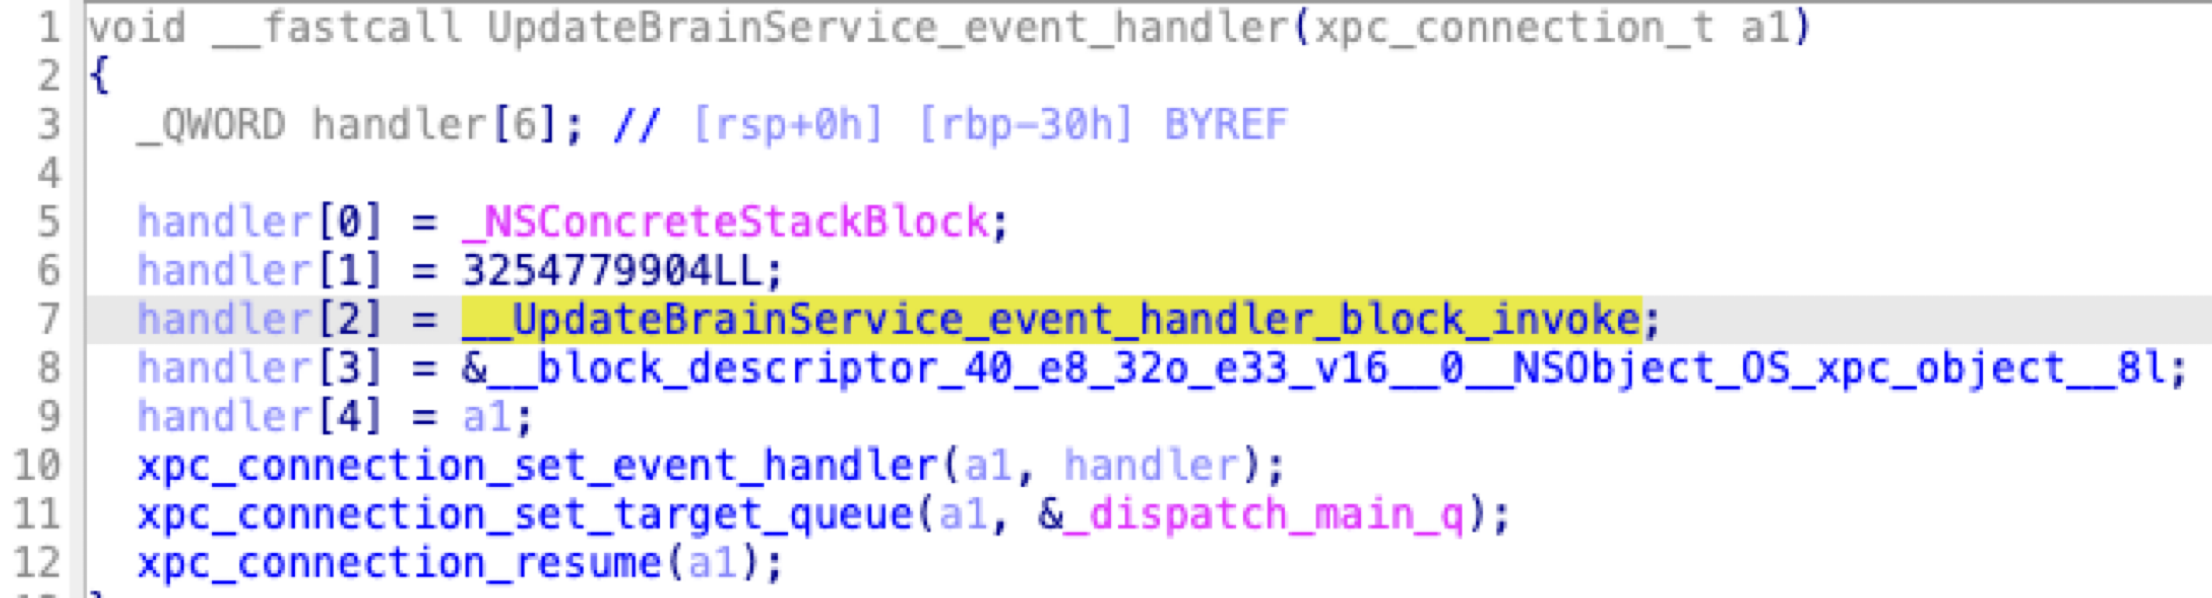 1 void __fastcall UpdateBrainService_event_handler(xpc_connection_t a1)
2 {
3 _QWORD handler[6]; // [rsp+0h] [rbp-30h] BYREF
4
5 handler[0] = _NSConcreteStackBlock;
6 handler[1] = 3254779904LL;
7 handler[2] = __UpdateBrainService_event_handler_block_invoke;
8 handler[3] = &__block_descriptor_40_e8_32o_e33_v16__0__NSObject_OS_xpc_object__8l;
9 handler[4] = a1;
10 xpc_connection_set_event_handler(a1, handler);
11 xpc_connection_set_target_queue(a1, &_dispatch_main_q);
12 xpc_connection_resume(a1);